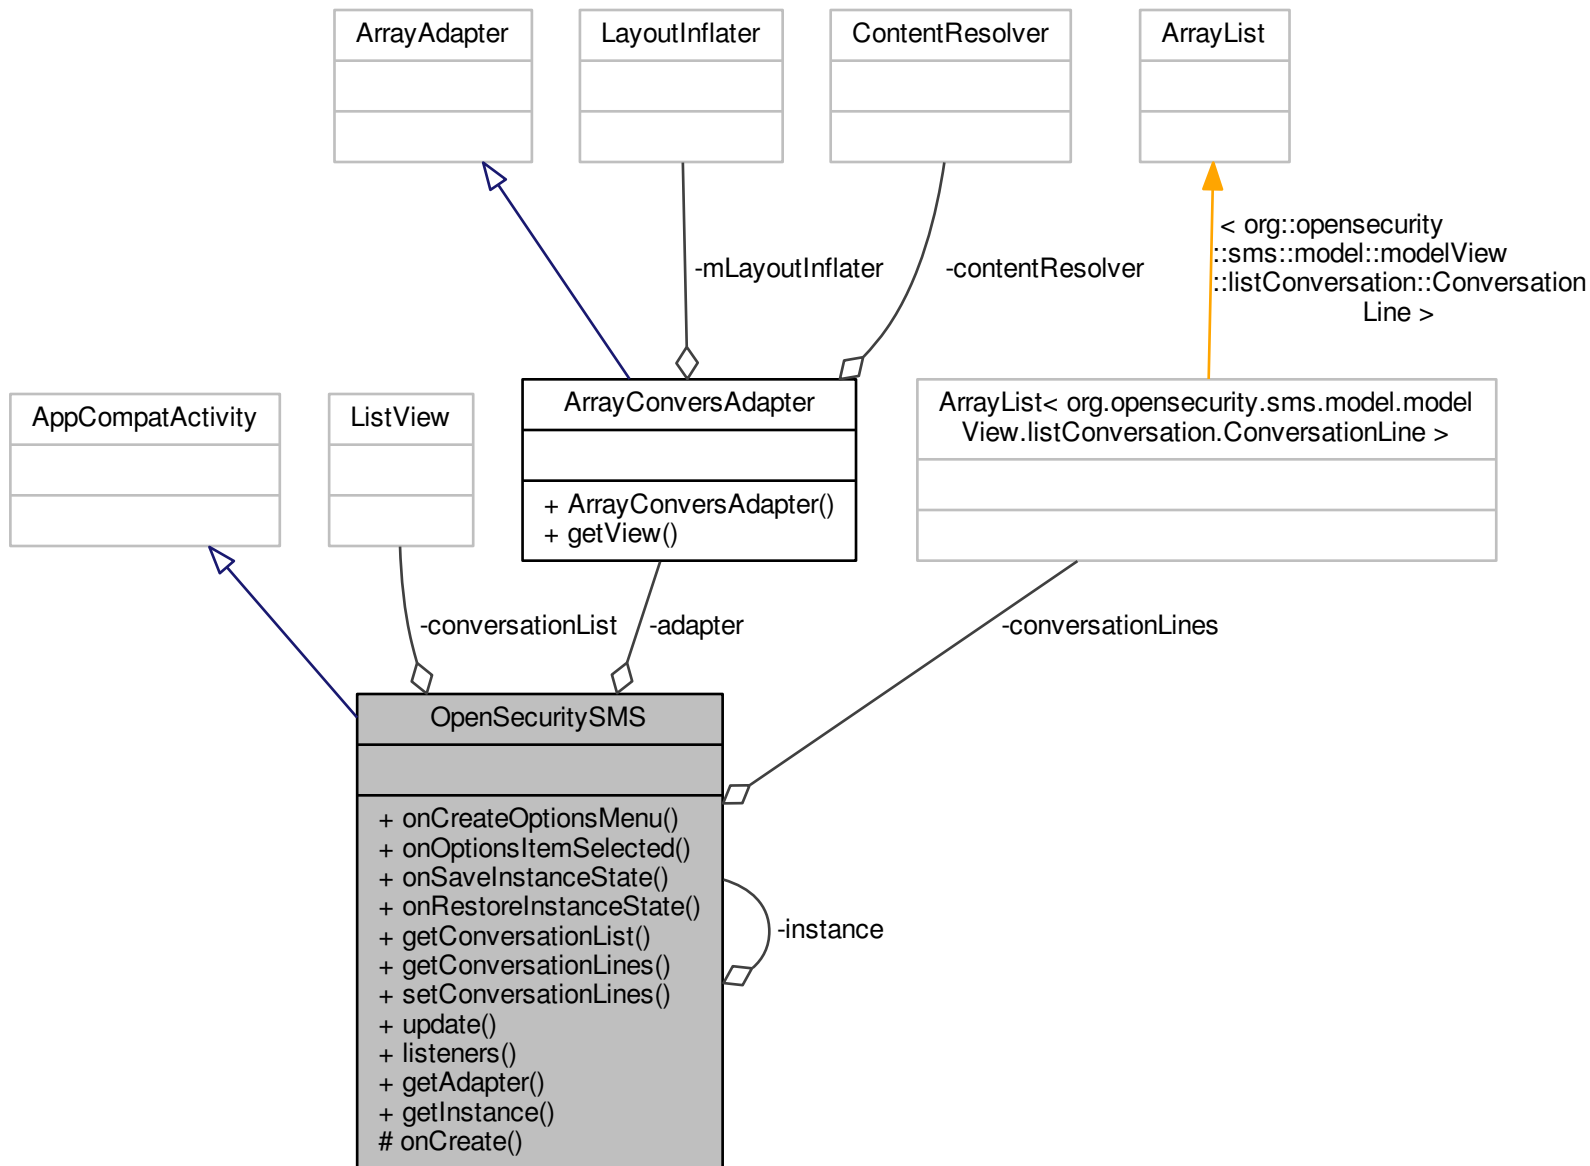 ArrayAdapter
LayoutInflater
ContentResolver
ArrayList
< org::opensecurity
::sms::model::modelView
::listConversation::Conversation
Line >
-mLayoutInflater
-contentResolver
AppCompatActivity
ListView
ArrayConversAdapter
+ ArrayConversAdapter()
+ getView()
ArrayList< org.opensecurity.sms.model.model
View.listConversation.ConversationLine >
-conversationList
-adapter
-conversationLines
OpenSecuritySMS
+ onCreateOptionsMenu()
+ onOptionsItemSelected()
+ onSaveInstanceState()
+ onRestoreInstanceState()
+ getConversationList()
+ getConversationLines()
+ setConversationLines()
+ update()
+ listeners()
+ getAdapter()
+ getInstance()
# onCreate()
-instance